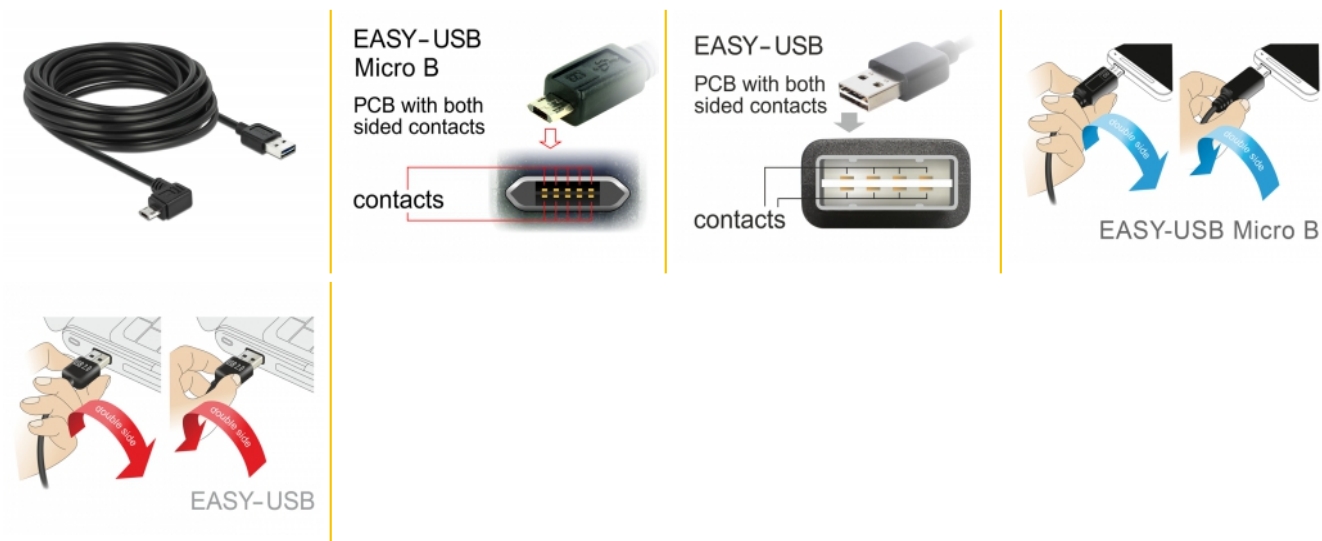 EASY-USB
Micro B
PCB with both
sided contacts
contacts
EASY-USB
PCB with both
sided contacts
contacts
double side
double side
EASY-USB Micro B
double side
double side
EASY-USB